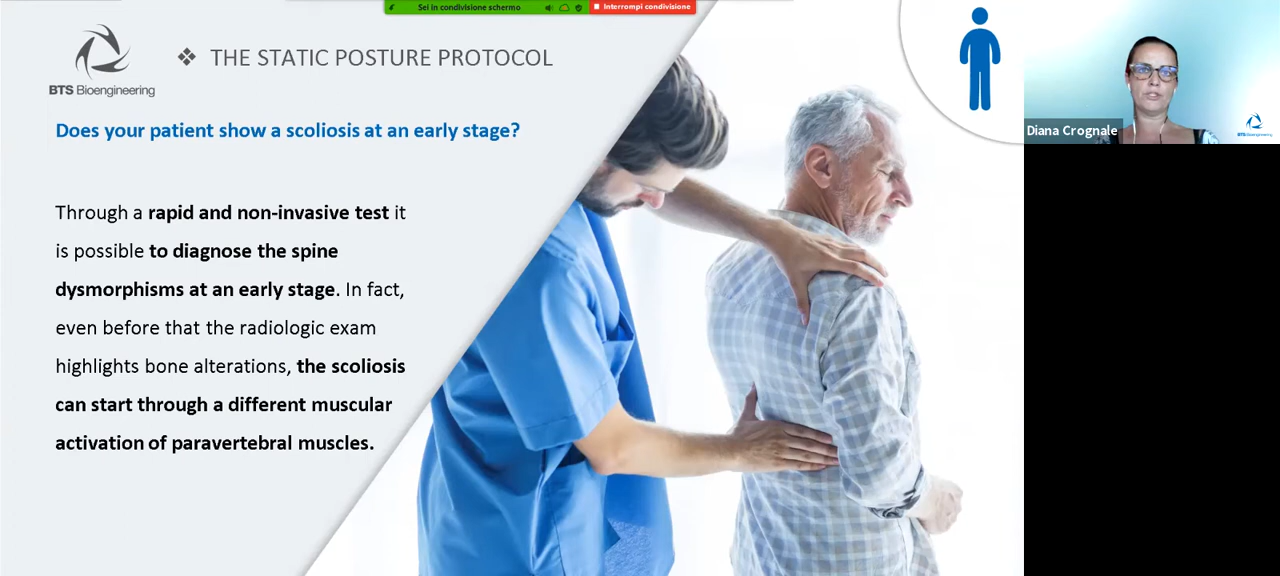 Sei in condivisione schermo
Interrompi condivisione
THE STATIC POSTURE PROTOCOL
BTS Bioengineering
Does your patient show a scoliosis at an early stage?
Through a rapid and non-invasive test it
is possible to diagnose the spine
dysmorphisms at an early stage. In fact,
even before that the radiologic exam
highlights bone alterations, the scoliosis
can start through a different muscular
activation of paravertebral muscles.
Diana Crognale
BTS Bioengineering